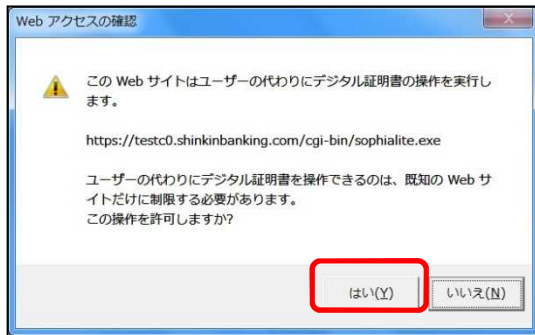 Web アクセスの確認
この Web サイトはユーザーの代わりにデジタル証明書の操作を実行し
ます。
https://testc0.shinkinbanking.com/cgi-bin/sophialite.exe
ユーザーの代わりにデジタル証明書を操作できるのは、既知の Web サ
イトだけに制限する必要があります。
この操作を許可しますか?
はい(Y) いいえ(N)